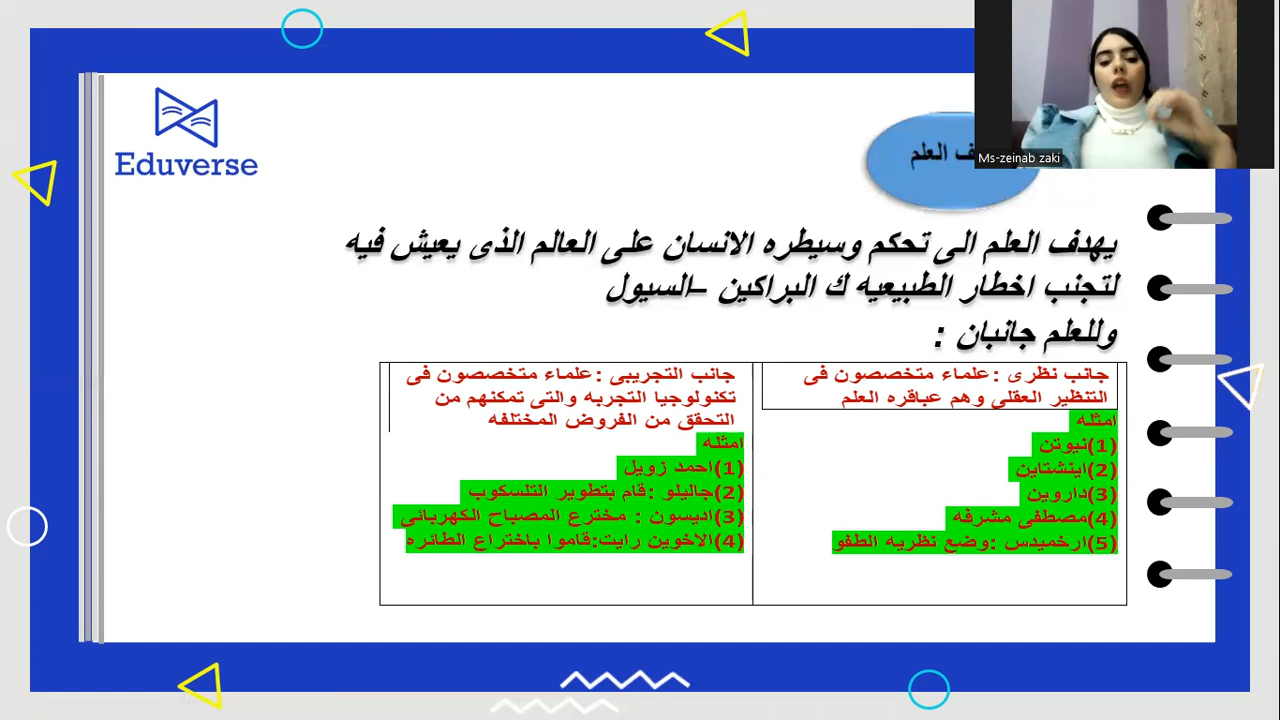 Eduverse
العلم
Ms-zeinab zaki
يهدف العلم الى تحكم وسيطره الانسان على العالم الذى يعيش فيه
لتجنب اخطار الطبيعيه ك البراكين –السيول
وللعلم جانبان :
جانب نظرى :علماء متخصصون فى
التنظير العقلي وهم عباقره العلم
امثله
(1)نيوتن
(2)اينشتاين
(3)داروين
(4)مصطفى مشرفه
(5)ارخميدس :وضع نظريه الطفو
جانب التجريبى :علماء متخصصون فى
تكنولوجيا التجربه والتى تمكنهم من
التحقق من الفروض المختلفه
امثله
(1)احمد زويل
(2)جاليلو :قام بتطوير التلسكوب
(3)اديسون : مخترع المصباح الكهربائى
(4)الاخوين رايت:قاموا باختراع الطائره